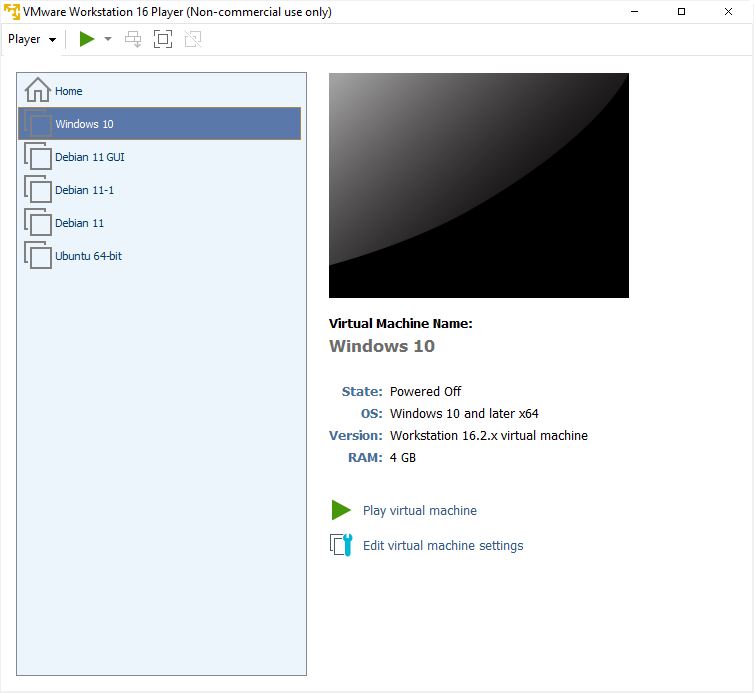 VMware Workstation 16 Player (Non-commercial use only)
Player
Home
Windows 10
Debian 11 GUI
Debian 11-1
Debian 11
Ubuntu 64-bit
Virtual Machine Name:
Windows 10
State: Powered Off
OS: Windows 10 and later x64
Version: Workstation 16.2.x virtual machine
RAM: 4 GB
Play virtual machine
Edit virtual machine settings